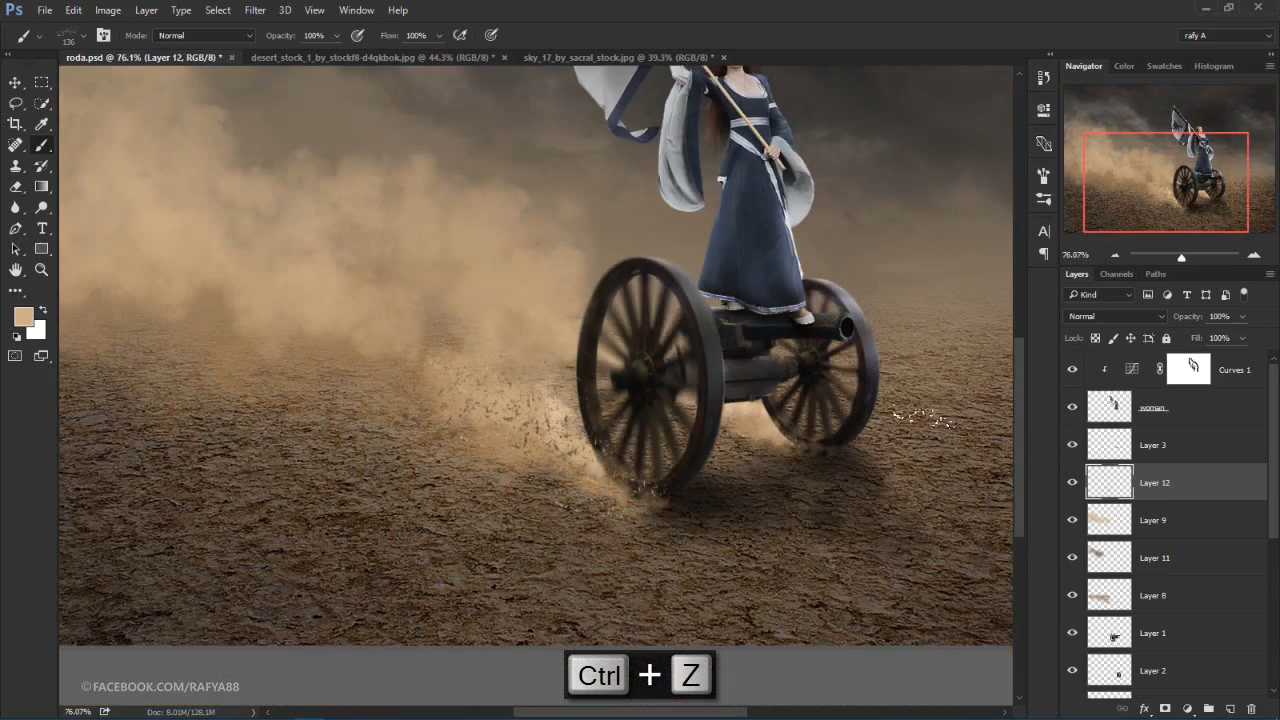 Ps File Edit Image Layer Type Select Filter 3D View Window Help
136 Mode: Normal Opacity: 100% Flow: 100% rafy A
roda.psd @ 76.1% (Layer 12, RGB/8) * × desert_stock_1_by_stockf8-d4qkbok.jpg @ 44.3% (RGB/8) * × sky_17_by_sacral_stock.jpg @ 39.3% (RGB/8) * ×
Navigator Color Swatches Histogram
76.07%
Layers Channels Paths
Kind
Normal Opacity: 100%
Lock: Fill: 100%
Curves 1
woman
Layer 3
Layer 12
Layer 9
Layer 11
Layer 8
Layer 1
Layer 2
Ctrl + Z
©FACEBOOK.COM/RAFYA88
76.07% Doc: 8.01M/128.1M